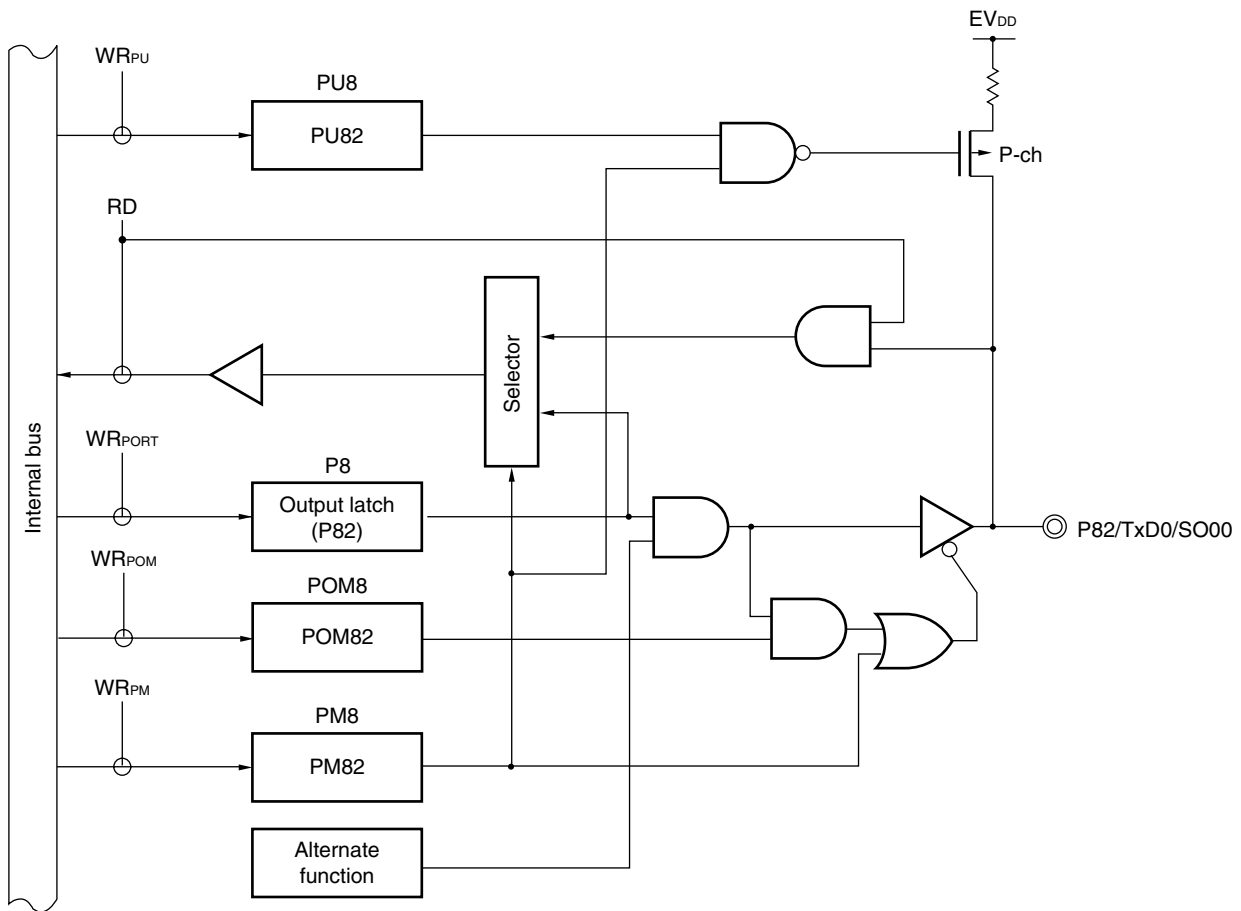 EVDD
WRPU
PU8
PU82
P-ch
RD
Selector
Internal bus
WRPORT
P8
Output latch
(P82)
P82/TxD0/SO00
WRPOM
POM8
POM82
WRPM
PM8
PM82
Alternate
function